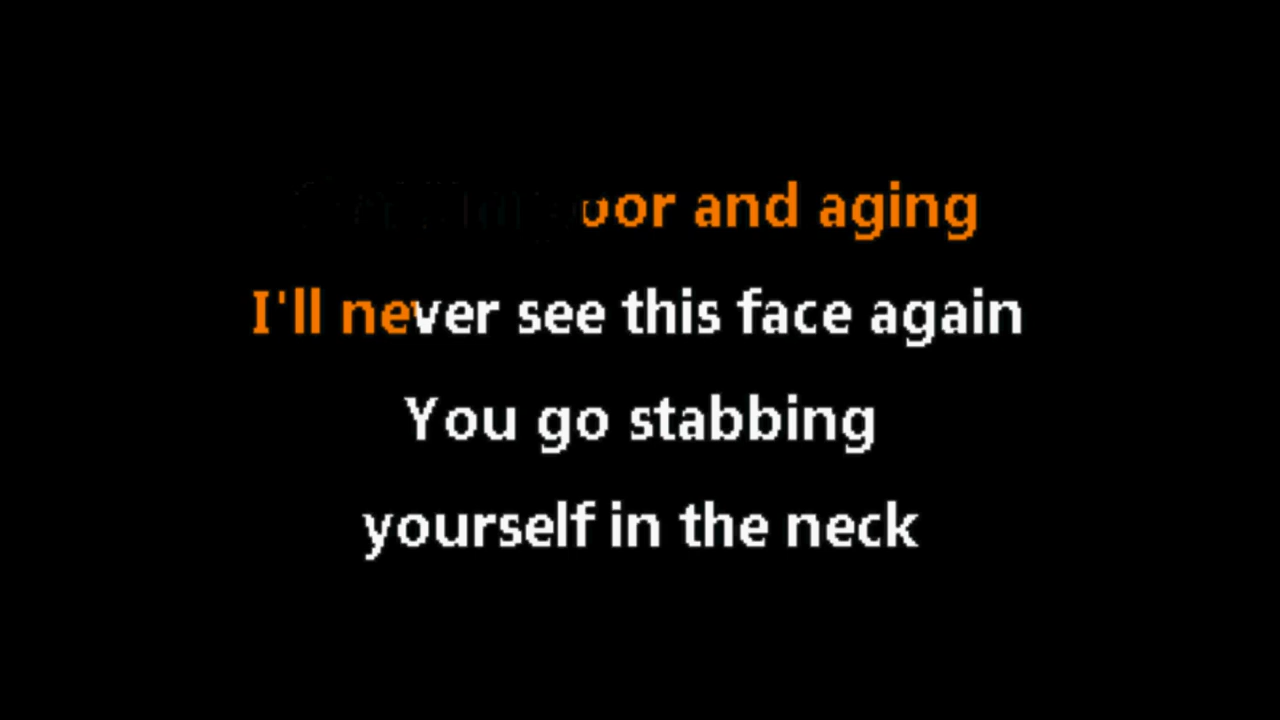 oor and aging
I'll never see this face again
You go stabbing
yourself in the neck